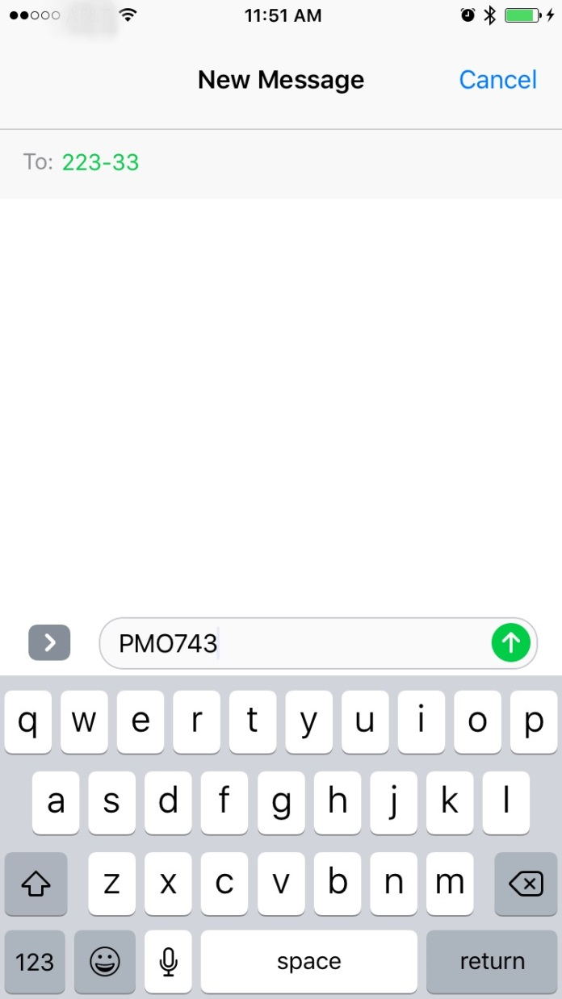 11:51 AM
New Message Cancel
To: 223-33
PMO743
q w e r t y u i o p
a s d f g h j k l
z x c v b n m
123 space return